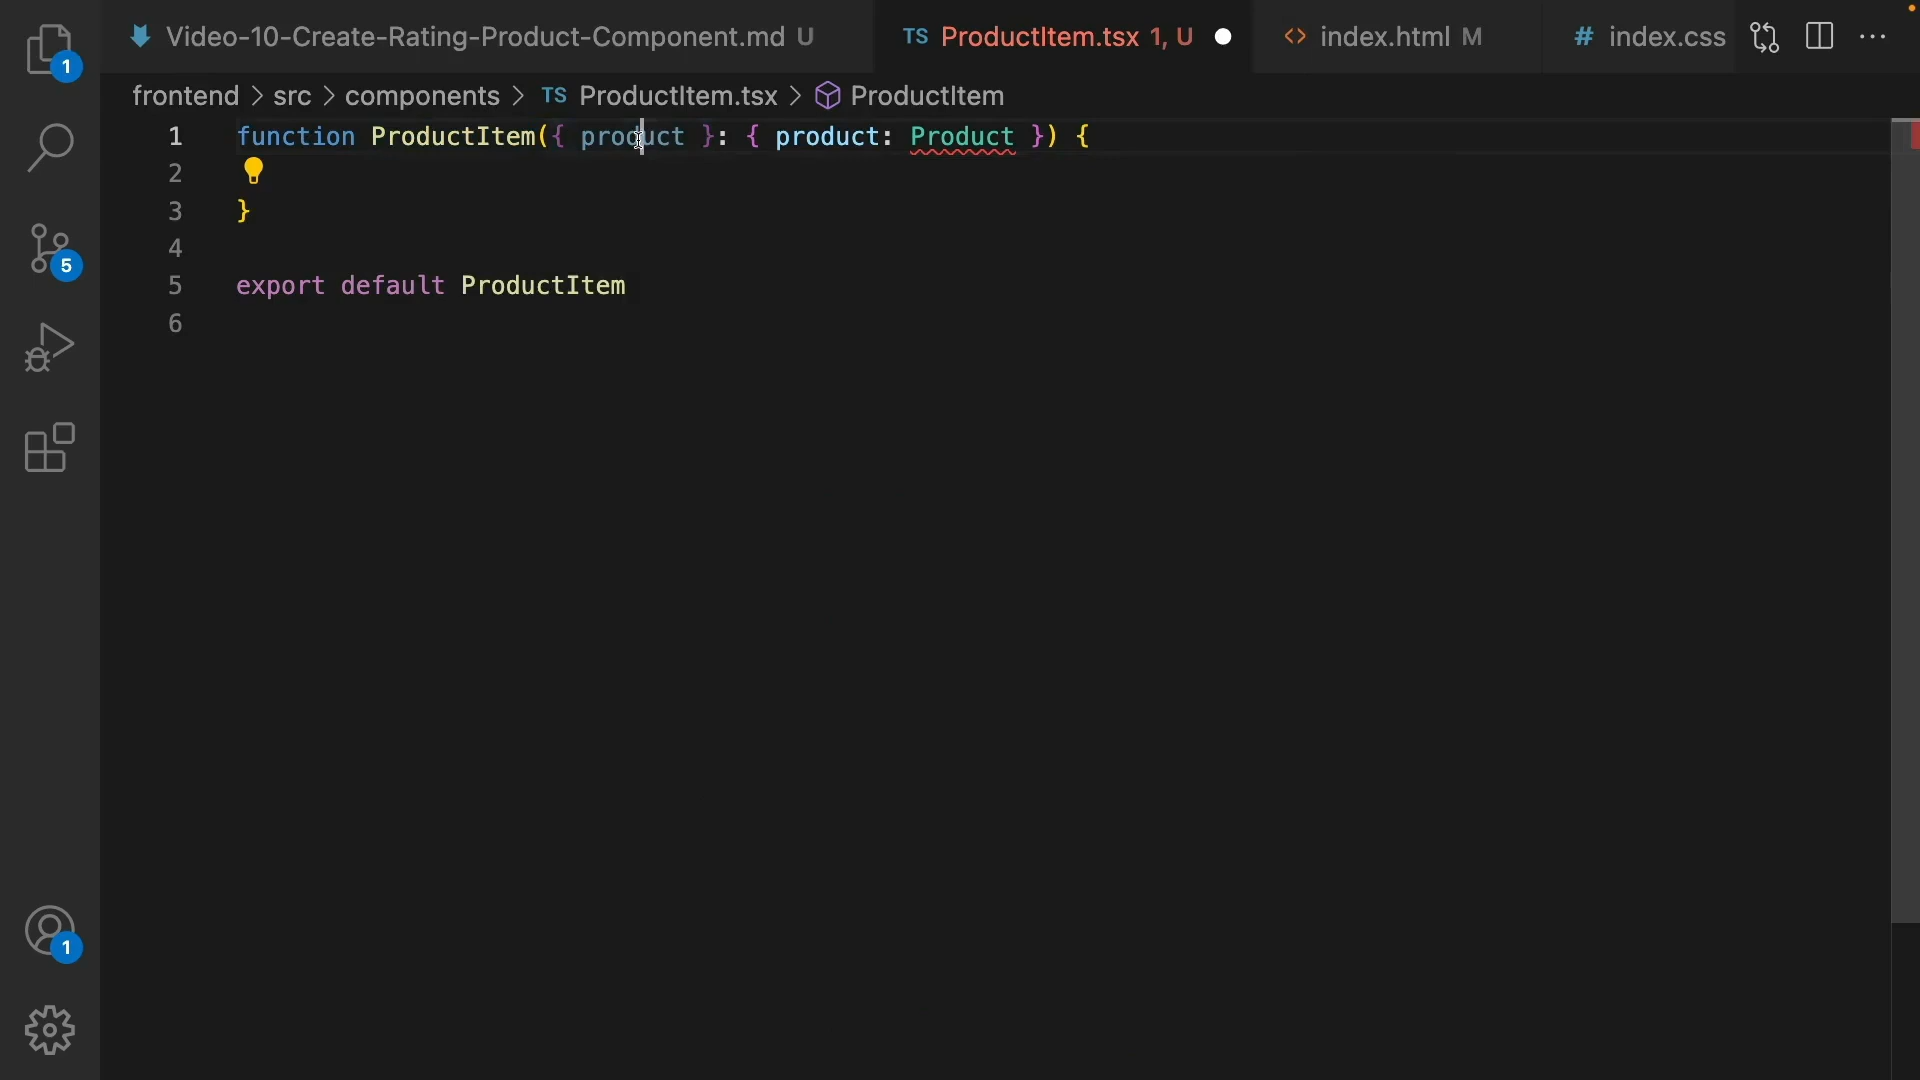 Video-10-Create-Rating-Product-Component.md U
TS ProductItem.tsx 1, U
<> index.html M
# index.css
1
frontend > src > components > TS ProductItem.tsx > ProductItem
1 function ProductItem({ product }: { product: Product }) {
2
3 }
4
5 export default ProductItem
6
5
1